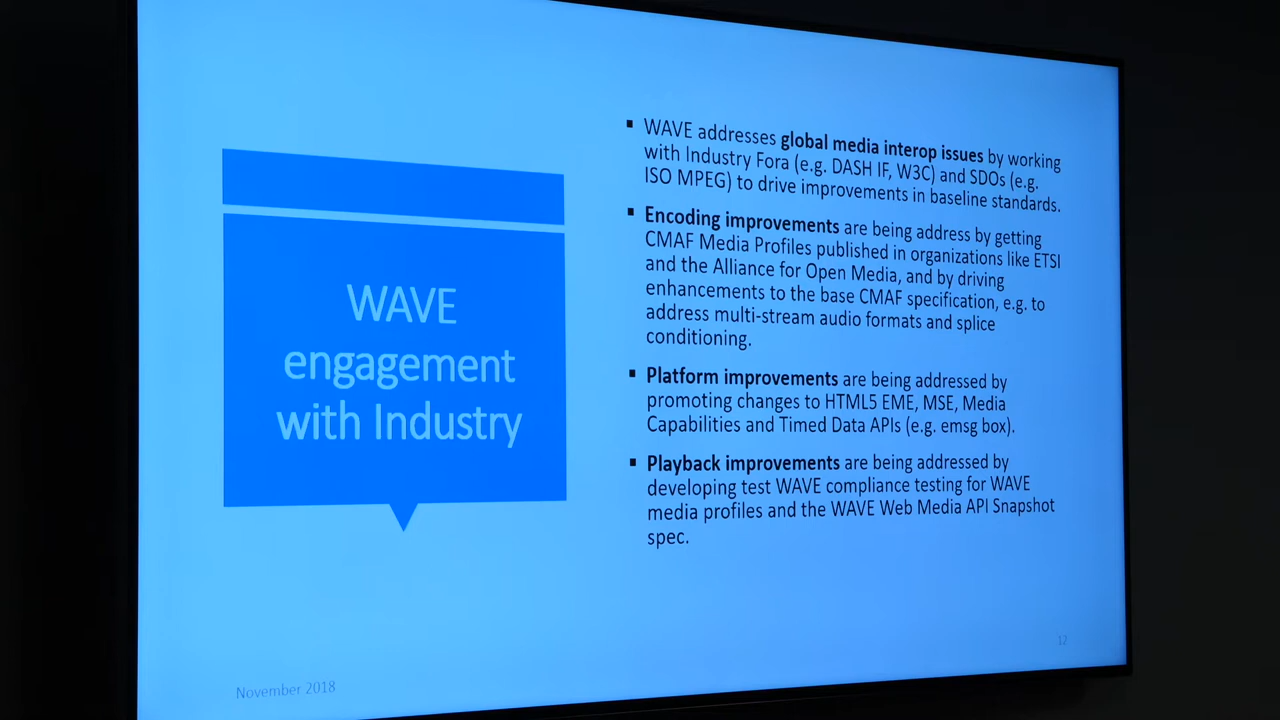 WAVE
engagement
with Industry
▪ WAVE addresses global media interop issues by working
with Industry Fora (e.g. DASH IF, W3C) and SDOs (e.g.
ISO MPEG) to drive improvements in baseline standards.
▪ Encoding improvements are being address by getting
CMAF Media Profiles published in organizations like ETSI
and the Alliance for Open Media, and by driving
enhancements to the base CMAF specification, e.g. to
address multi-stream audio formats and splice
conditioning.
▪ Platform improvements are being addressed by
promoting changes to HTML5 EME, MSE, Media
Capabilities and Timed Data APIs (e.g. emsg box).
▪ Playback improvements are being addressed by
developing test WAVE compliance testing for WAVE
media profiles and the WAVE Web Media API Snapshot
spec.
November 2018
12